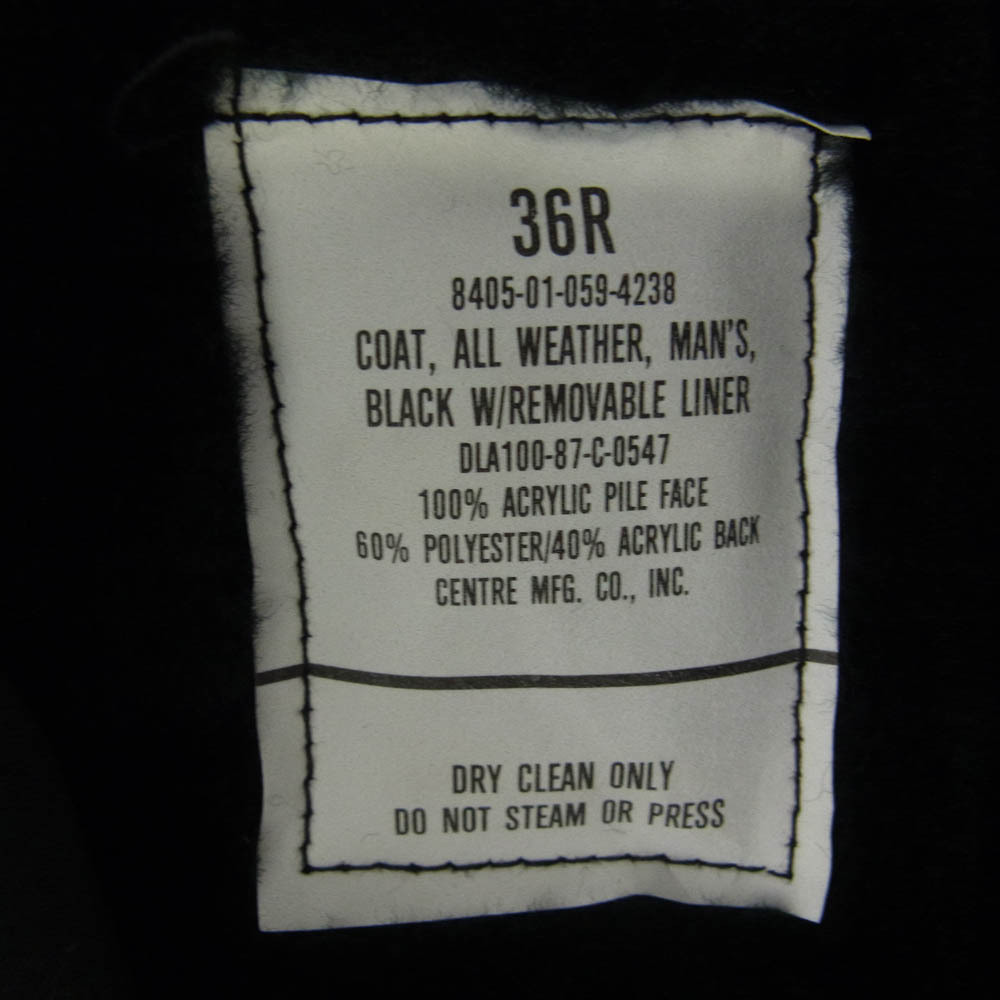 36R
8405-01-059-4238
COAT, ALL WEATHER, MAN'S,
BLACK W/REMOVABLE LINER
DLA100-87-C-0547
100% ACRYLIC PILE FACE
60% POLYESTER/40% ACRYLIC BACK
CENTRE MFG. CO., INC.
DRY CLEAN ONLY
DO NOT STEAM OR PRESS